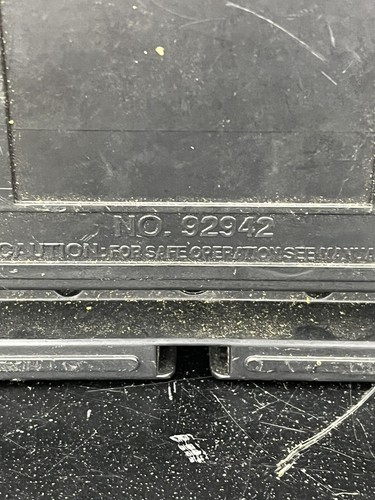 NO. 92942
CAUTION:-FOR SAFE OPERATION SEE MANUA